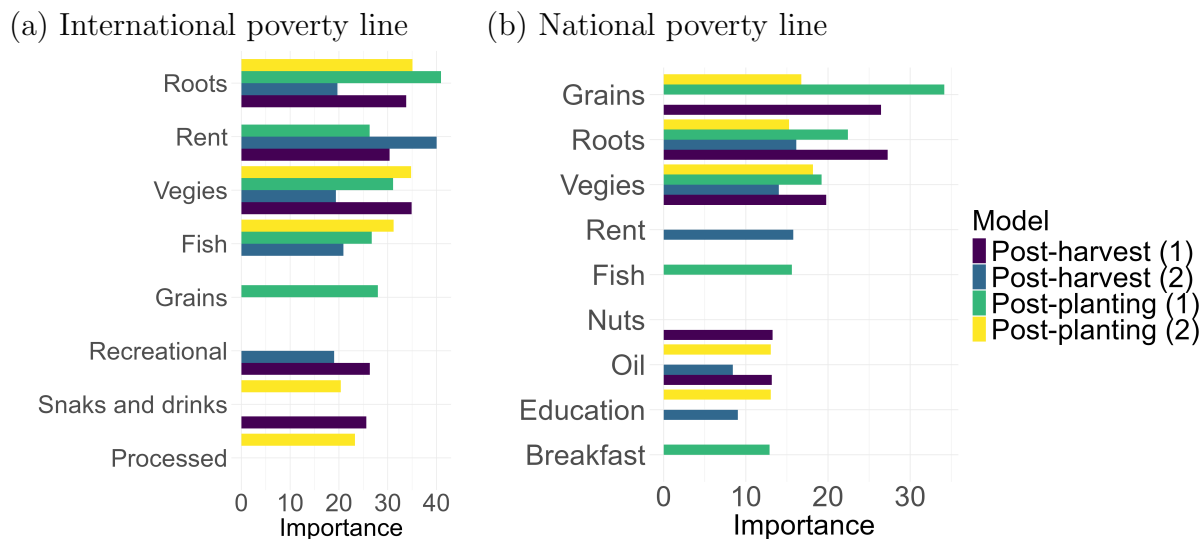 (a) International poverty line
Roots
Rent
Vegies
Fish
Grains
Recreational
Snaks and drinks
Processed
0 10 20 30 40
Importance
(b) National poverty line
Grains
Roots
Vegies
Rent
Fish
Nuts
Oil
Education
Breakfast
0 10 20 30
Importance
Model
Post-harvest (1)
Post-harvest (2)
Post-planting (1)
Post-planting (2)